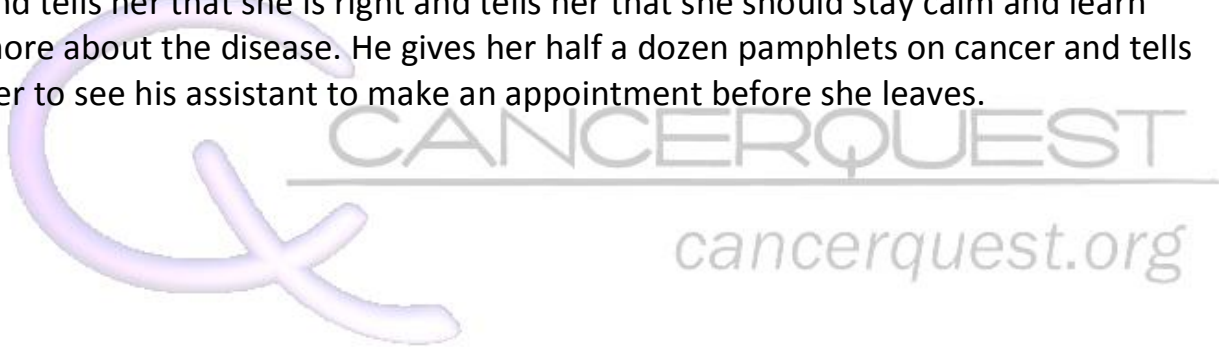 nd tells her that she is right and tells her that she should stay calm and learn
more about the disease. He gives her half a dozen pamphlets on cancer and tells
er to see his assistant to make an appointment before she leaves.
CANCERQUEST
cancerquest.org